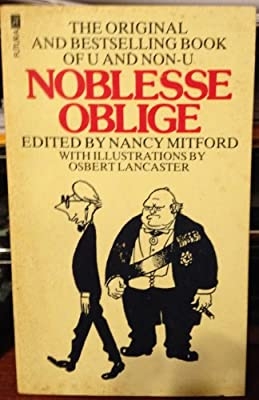 FUTURA
THE ORIGINAL
AND BESTSELLING BOOK
OF U AND NON-U
NOBLESSE
OBLIGE
EDITED BY NANCY MITFORD
WITH ILLUSTRATIONS BY
OSBERT LANCASTER